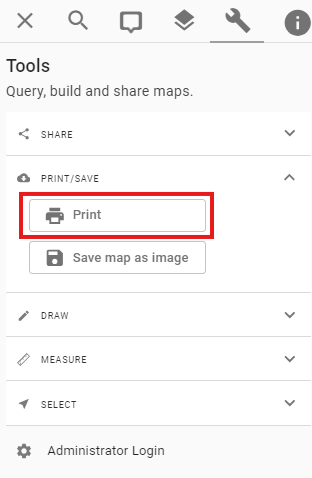 Tools
Query, build and share maps.
SHARE
PRINT/SAVE
Print
Save map as image
DRAW
MEASURE
SELECT
Administrator Login